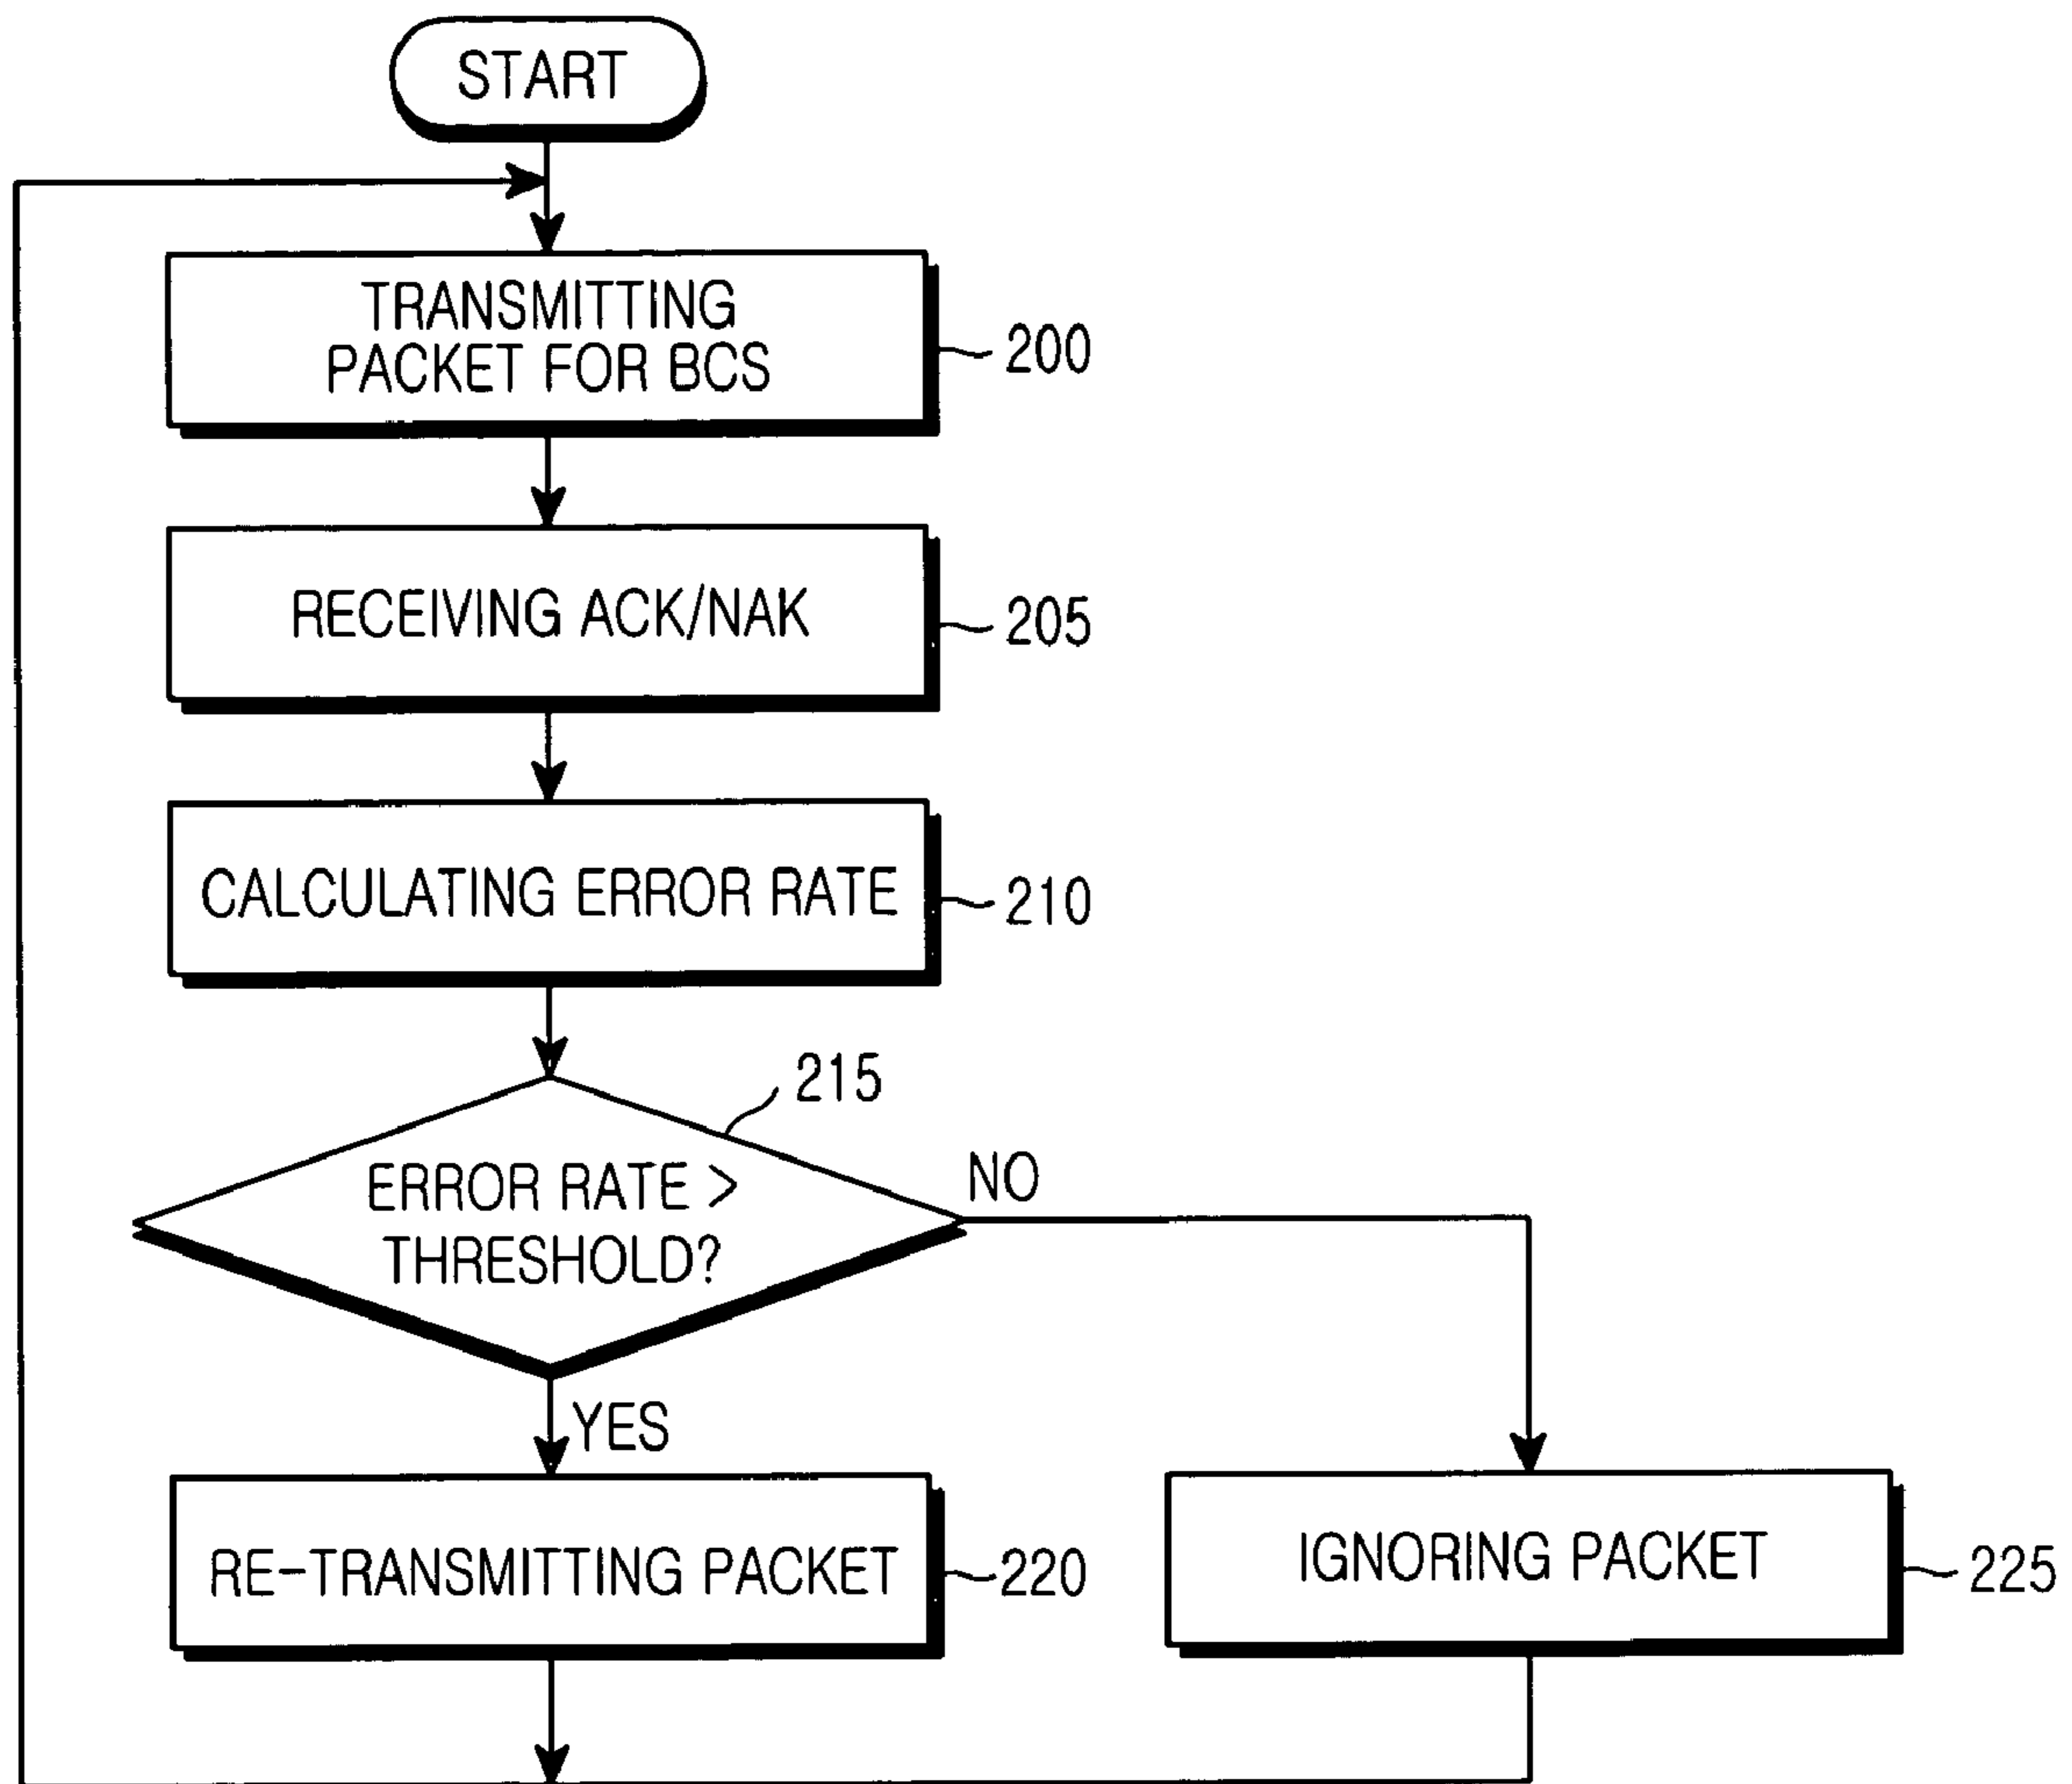 START
TRANSMITTING
PACKET FOR BCS
200
RECEIVING ACK/NAK
205
CALCULATING ERROR RATE
210
215
ERROR RATE >
THRESHOLD?
NO
YES
RE-TRANSMITTING PACKET
220
IGNORING PACKET
225